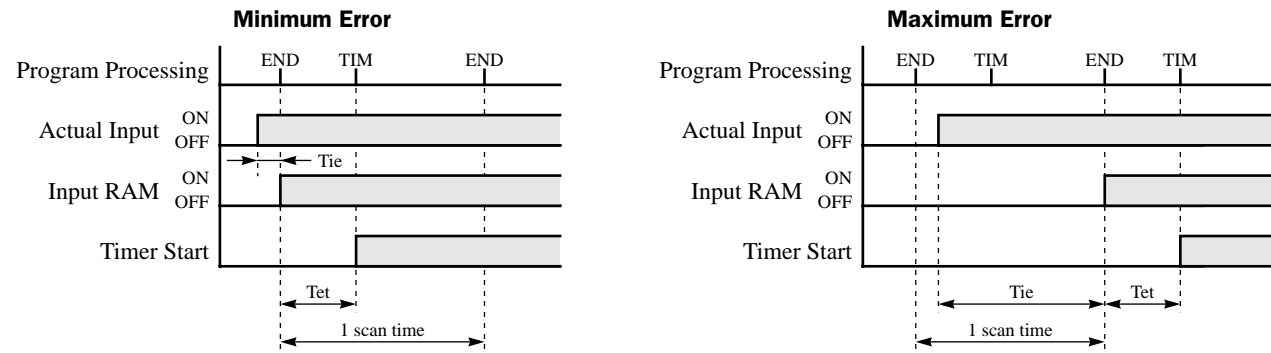 Minimum Error
END TIM END
Program Processing
ON
Actual Input
OFF
Tie
ON
Input RAM
OFF
Timer Start
Tet
1 scan time
Maximum Error
END TIM END TIM
Program Processing
ON
Actual Input
OFF
ON
Input RAM
OFF
Timer Start
Tie Tet
1 scan time